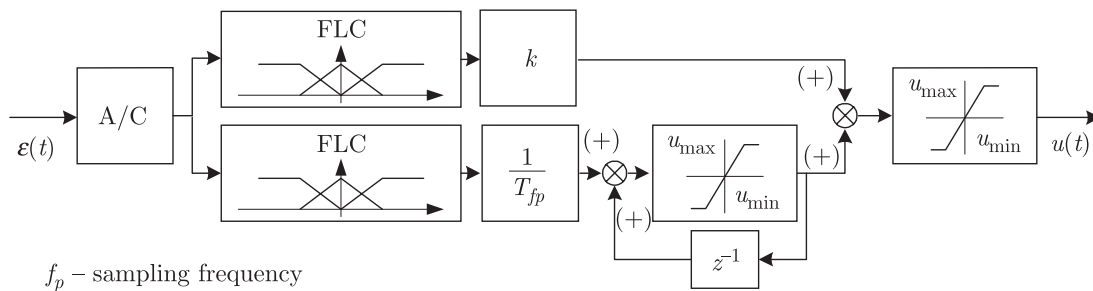 FLC
k
(+)
u_max
u_min
A/C
ε(t)
u(t)
FLC
1
T_fp
(+)
u_max
u_min
(+)
(+)
z^-1
f_p – sampling frequency